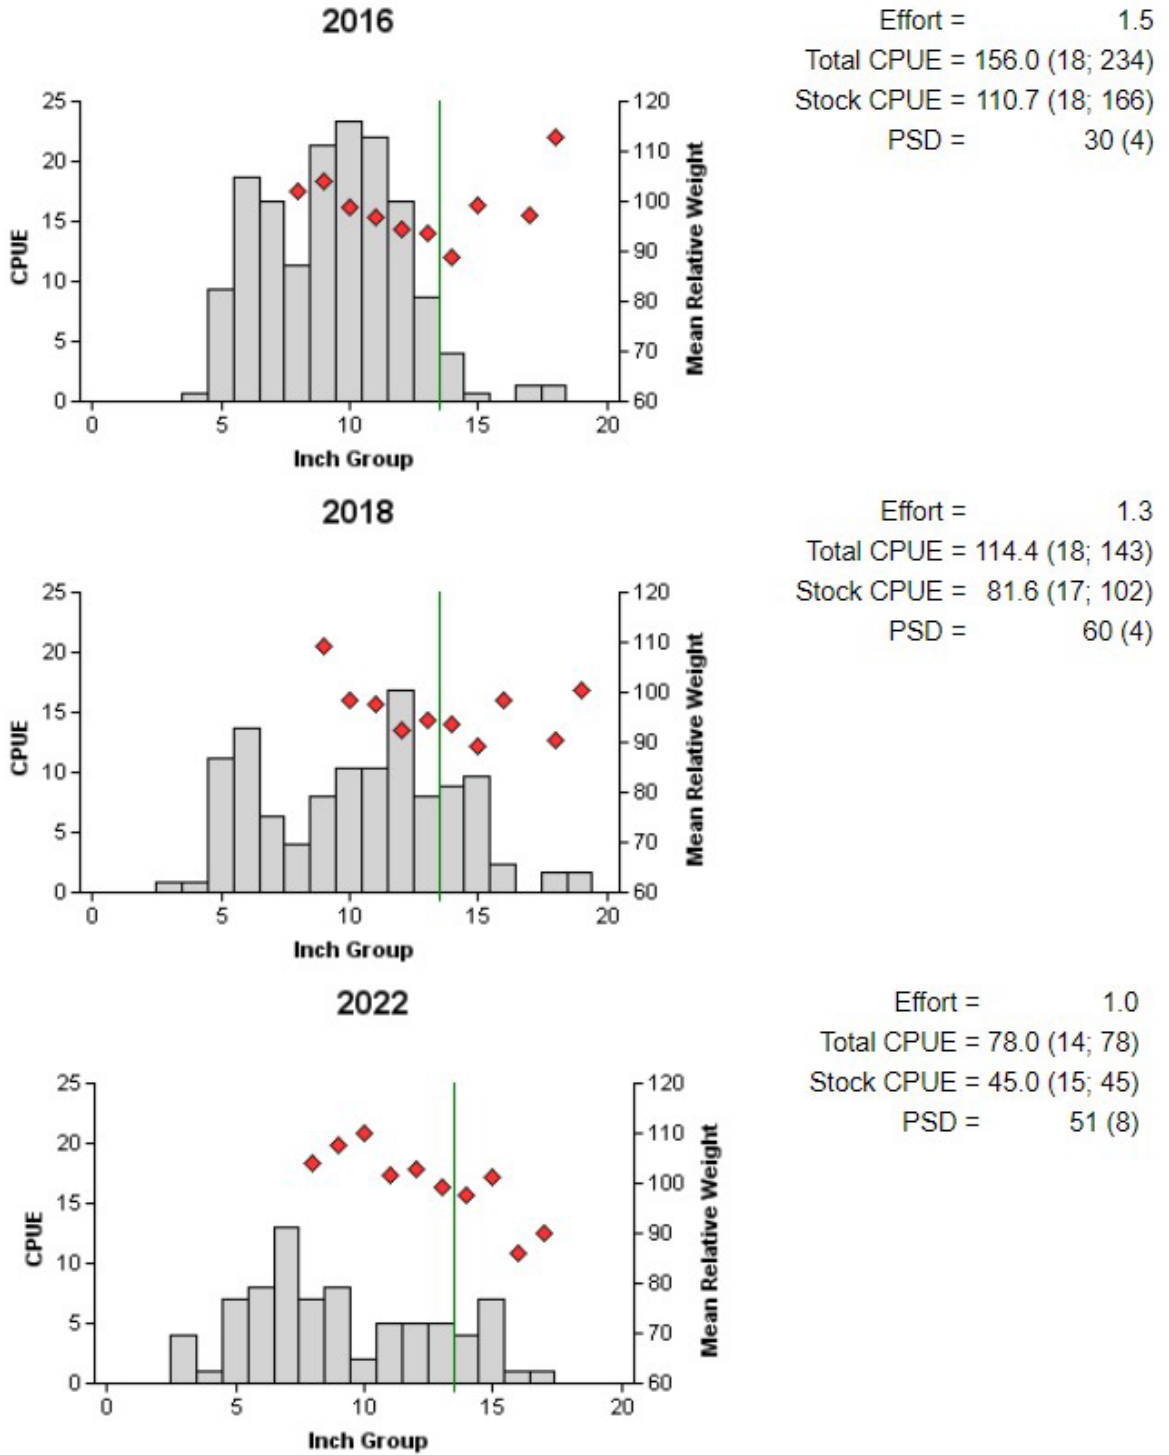 2016
Effort = 1.5
Total CPUE = 156.0 (18; 234)
Stock CPUE = 110.7 (18; 166)
PSD = 30 (4)
25
20
15
10
5
0
CPUE
120
110
100
90
80
70
60
Mean Relative Weight
0 5 10 15 20
Inch Group
2018
Effort = 1.3
Total CPUE = 114.4 (18; 143)
Stock CPUE = 81.6 (17; 102)
PSD = 60 (4)
25
20
15
10
5
0
CPUE
120
110
100
90
80
70
60
Mean Relative Weight
0 5 10 15 20
Inch Group
2022
Effort = 1.0
Total CPUE = 78.0 (14; 78)
Stock CPUE = 45.0 (15; 45)
PSD = 51 (8)
25
20
15
10
5
0
CPUE
120
110
100
90
80
70
60
Mean Relative Weight
0 5 10 15 20
Inch Group